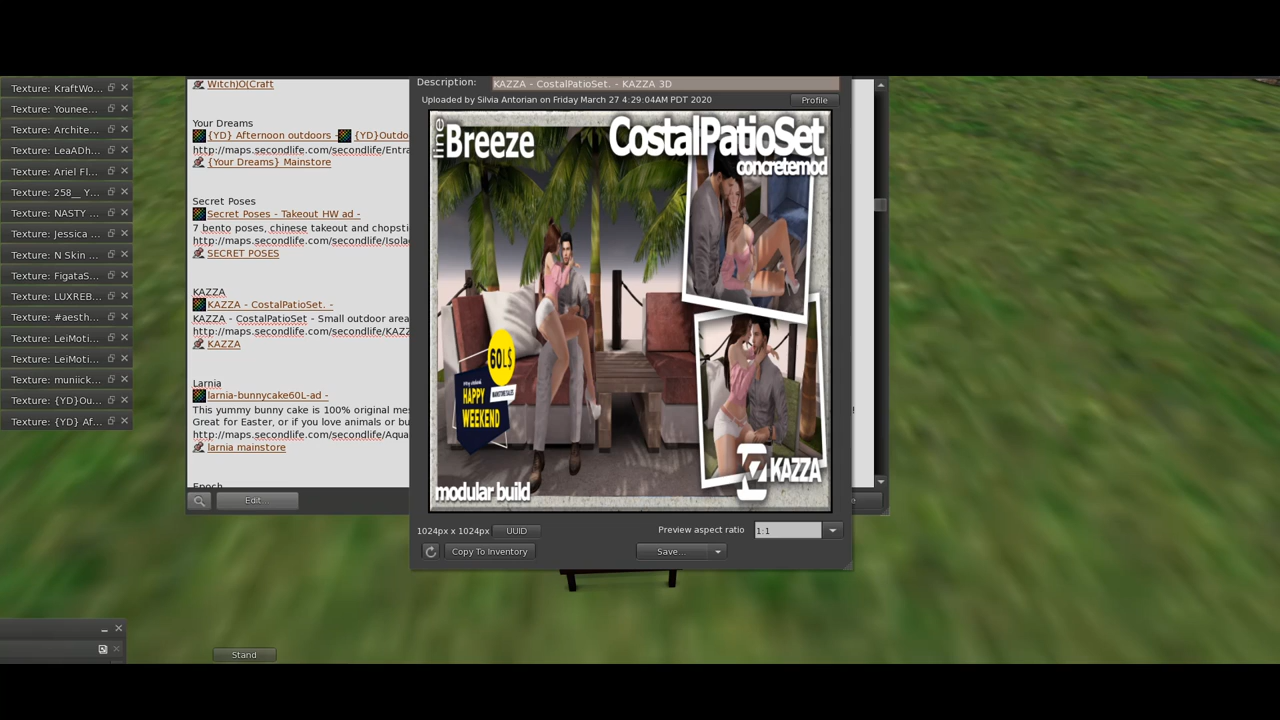 Texture: KraftWo...
Texture: Younee...
Texture: Archite...
Texture: LeaADh...
Texture: Ariel Fl...
Texture: 258__ Y...
Texture: NASTY ...
Texture: Jessica ...
Texture: N Skin ...
Texture: FigataS...
Texture: LUXREB...
Texture: #aesth...
Texture: LeiMoti...
Texture: LeiMoti...
Texture: muniick...
Texture: {YD}Ou...
Texture: {YD} Af...
Witch)O(Craft
Your Dreams
{YD} Afternoon outdoors - {YD}Outdo
http://maps.secondlife.com/secondlife/Entra
{Your Dreams} Mainstore
Secret Poses
Secret Poses - Takeout HW ad -
7 bento poses, chinese takeout and chopsti
http://maps.secondlife.com/secondlife/Isola
SECRET POSES
KAZZA
KAZZA - CostalPatioSet. -
KAZZA - CostalPatioSet - Small outdoor area
http://maps.secondlife.com/secondlife/KAZZ
KAZZA
Larnia
larnia-bunnycake60L-ad -
This yummy bunny cake is 100% original mes
Great for Easter, or if you love animals or bu
http://maps.secondlife.com/secondlife/Aqua
larnia mainstore
Epoch
Edit...
Description: KAZZA - CostalPatioSet. - KAZZA 3D
Uploaded by Silvia Antorian on Friday March 27 4:29:04AM PDT 2020
Profile
line Breeze
CostalPatioSet
concretemod
60L$
HAPPY
WEEKEND
modular build
KAZZA
1024px x 1024px
UUID
Preview aspect ratio
1:1
Copy To Inventory
Save...
Stand